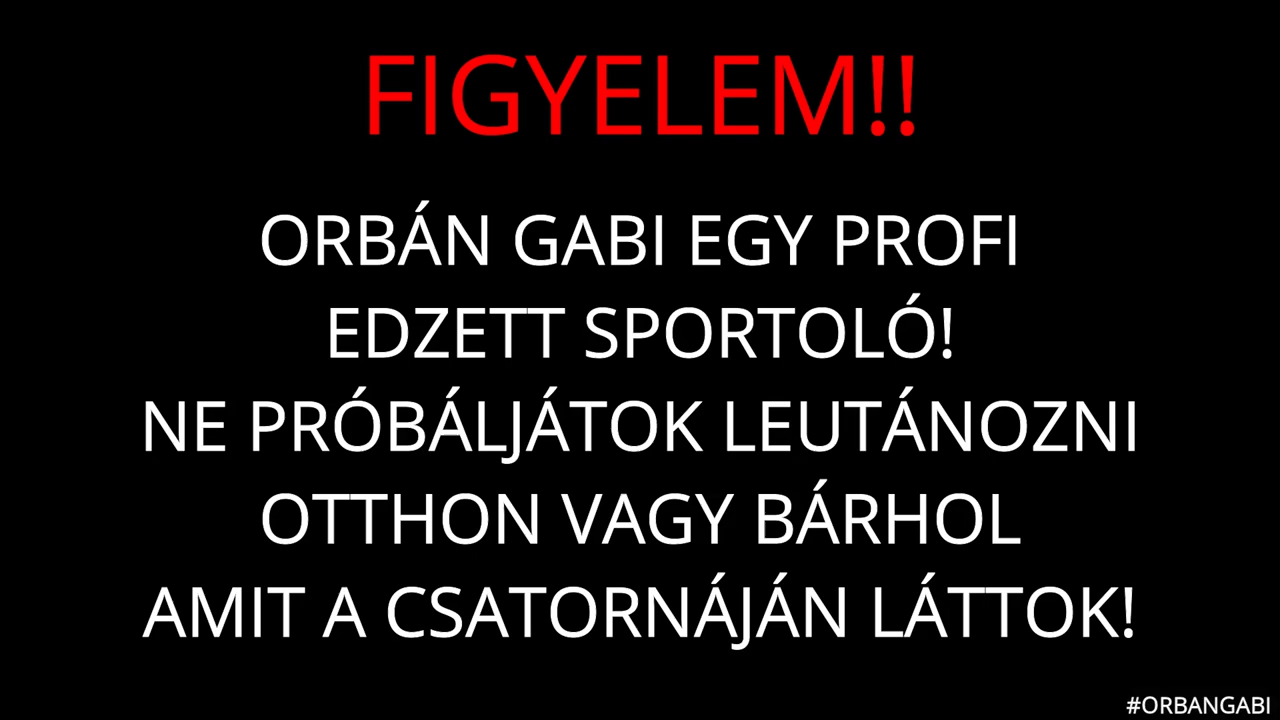 FIGYELEM!!
ORBÁN GABI EGY PROFI
EDZETT SPORTOLÓ!
NE PRÓBÁLJÁTOK LEUTÁNOZNI
OTTHON VAGY BÁRHOL
AMIT A CSATORNÁJÁN LÁTTOK!
#ORBANGABI